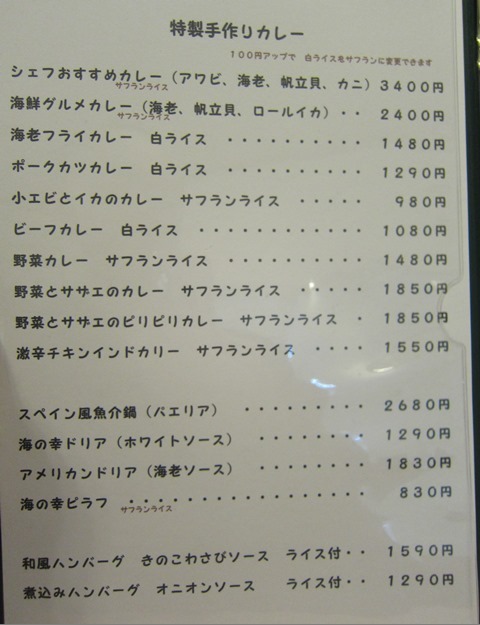 特製手作りカレー
１００円アップで 白ライスをサフランに変更できます
シェフおすすめカレー（アワビ、海老、帆立貝、カニ）３４００円
サフランライス
海鮮グルメカレー（海老、帆立貝、ロールイカ）・・ ２４００円
サフランライス
海老フライカレー 白ライス ・・・・・・・・・・ １４８０円
ポークカツカレー 白ライス ・・・・・・・・・・ １２９０円
小エビとイカのカレー サフランライス ・・・・・ ９８０円
ビーフカレー 白ライス ・・・・・・・・・・・・ １０８０円
野菜カレー サフランライス ・・・・・・・・・・ １４８０円
野菜とサザエのカレー サフランライス ・・・・・ １８５０円
野菜とサザエのピリピリカレー サフランライス ・ １８５０円
激辛チキンインドカリー サフランライス ・・・・ １５５０円
スペイン風魚介鍋（パエリア） ・・・・・・・・・ ２６８０円
海の幸ドリア（ホワイトソース） ・・・・・・・・ １２９０円
アメリカンドリア（海老ソース） ・・・・・・・・ １８３０円
海の幸ピラフ ・・・・・・・・・・・・・・・・・ ８３０円
サフランライス
和風ハンバーグ きのこわさびソース ライス付・・ １５９０円
煮込みハンバーグ オニオンソース ライス付・・ １２９０円